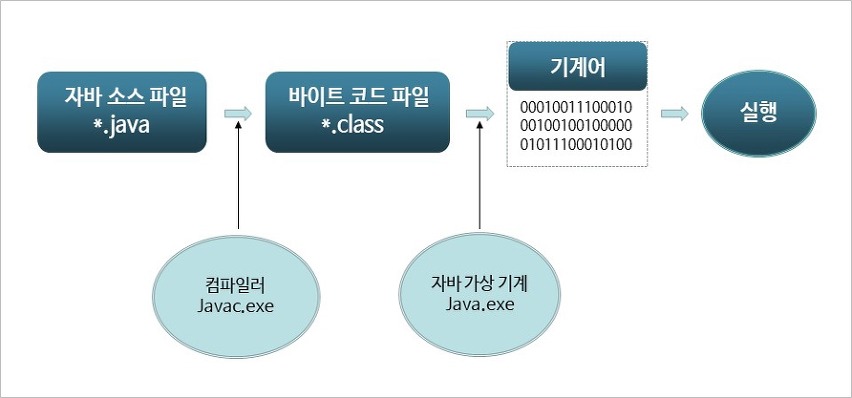 자바 소스 파일
*.java
바이트 코드 파일
*.class
기계어
00010011100010
00100100100000
01011100010100
실행
컴파일러
Javac.exe
자바 가상 기계
Java.exe